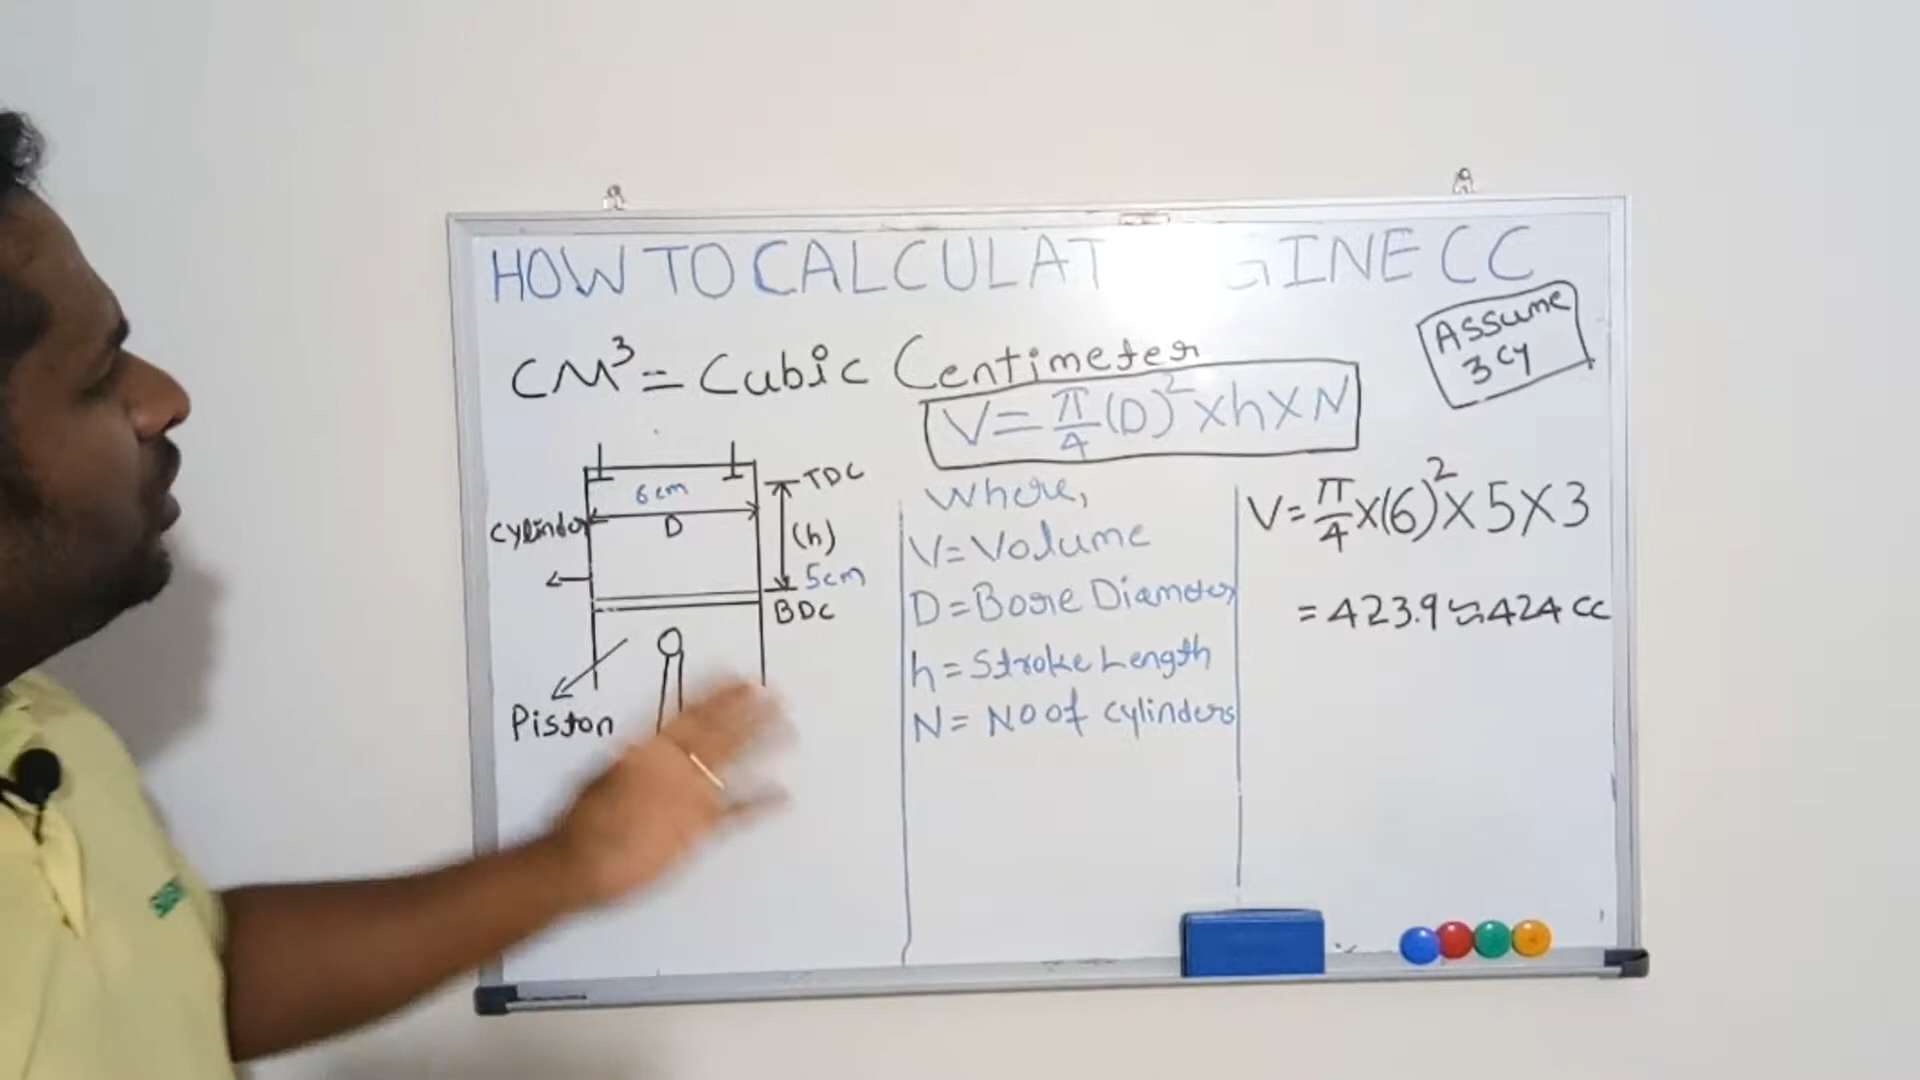 HOW TO CALCULAT GINE CC
CM³ = Cubic Centimeter
Assume
3 Cy
V = π/4 (D)² x h x N
6cm
D
TDC
(h)
5cm
BDC
Cylinder
Piston
Where,
V = Volume
D = Bore Diameter
h = Stroke Length
N = No of cylinders
V = π/4 x (6)² x 5 x 3
= 423.9 ≈ 424 CC